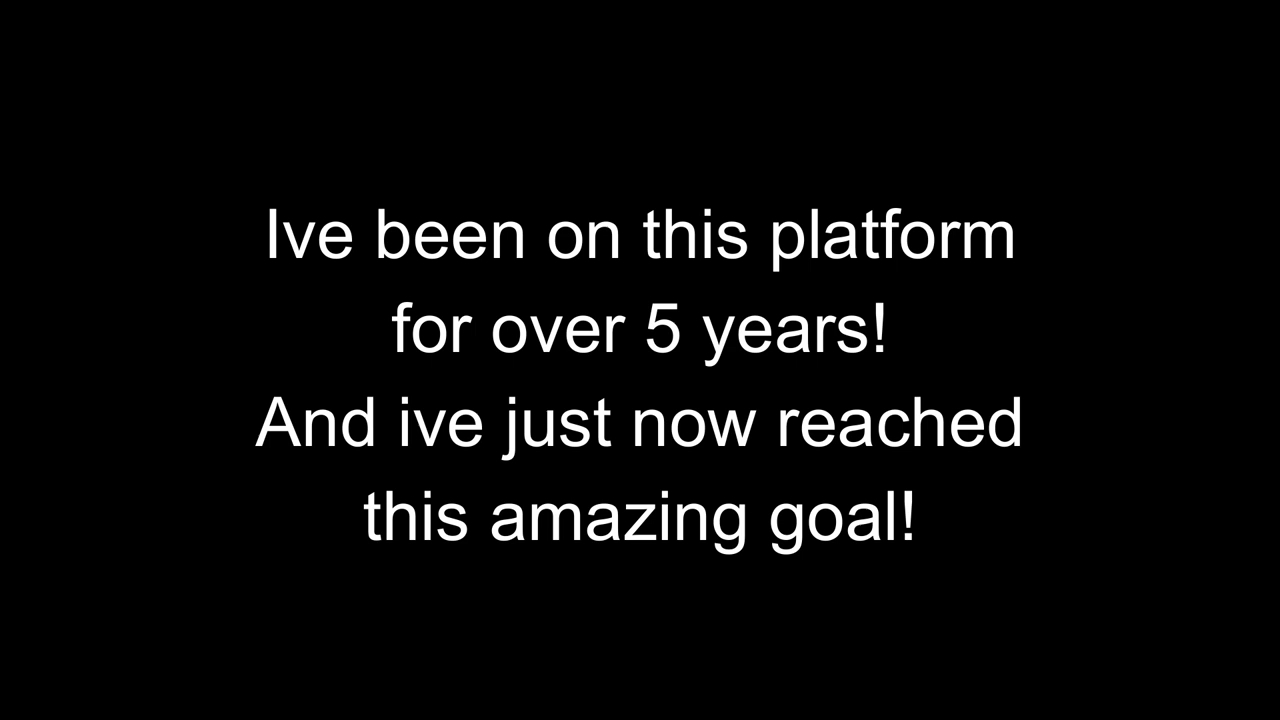 Ive been on this platform
for over 5 years!
And ive just now reached
this amazing goal!